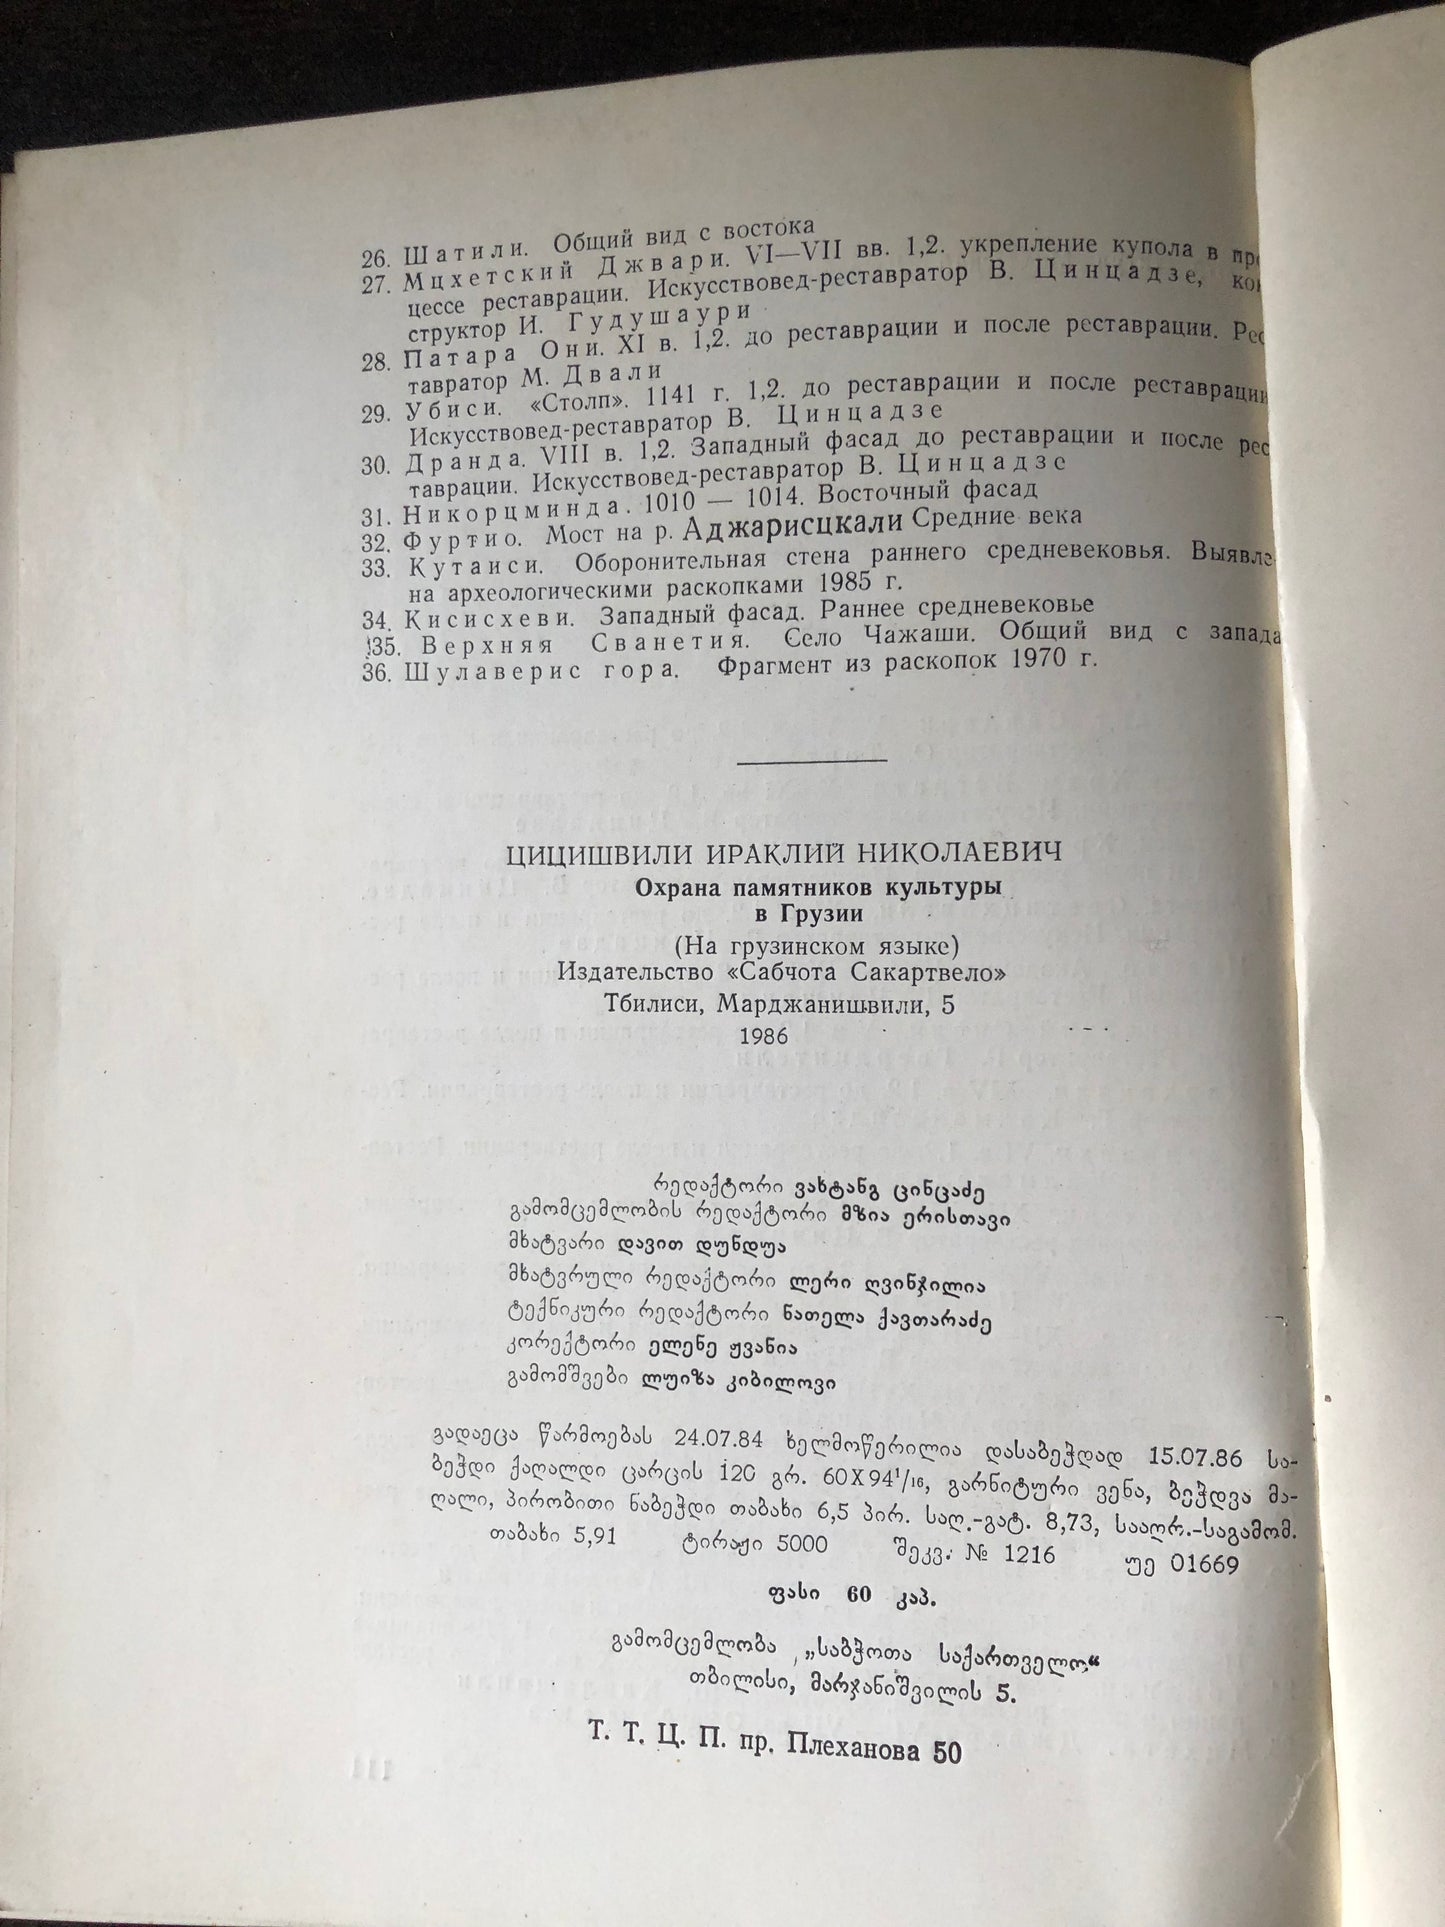 26. Шатили. Общий вид с востока
27. Мцхетский Джвари. VI—VII вв. 1,2. укрепление купола в про
цессе реставрации. Искусствовед-реставратор В. Цинцадзе, кон
структор И. Гудушаури
28. Патара Они. XI в. 1,2. до реставрации и после реставрации. Рес
тавратор М. Двали
29. Убиси. «Столп». 1141 г. 1,2. до реставрации и после реставрации
Искусствовед-реставратор В. Цинцадзе
30. Дранда. VIII в. 1,2. Западный фасад до реставрации и после рес
таврации. Искусствовед-реставратор В. Цинцадзе
31. Никорцминда. 1010 — 1014. Восточный фасад
32. Фуртио. Мост на р. Аджарисцкали Средние века
33. Кутаиси. Оборонительная стена раннего средневековья. Выявле-
на археологическими раскопками 1985 г.
34. Кисисхеви. Западный фасад. Раннее средневековье
35. Верхняя Сванетия. Село Чажаши. Общий вид с запада
36. Шулаверис гора. Фрагмент из раскопок 1970 г.
ЦИЦИШВИЛИ ИРАКЛИЙ НИКОЛАЕВИЧ
Охрана памятников культуры
в Грузии
(На грузинском языке)
Издательство «Сабчота Сакартвело»
Тбилиси, Марджанишвили, 5
1986
რედაქტორი ვახტანგ ცინცაძე
გამომცემლობის რედაქტორი მზია ერისთავი
მხატვარი დავით დუნდუა
მხატვრული რედაქტორი ლერი ღვინჯილია
ტექნიკური რედაქტორი ნათელა ქავთარაძე
კორექტორი ელენე ჟვანია
გამომშვები ლუიზა კიბილოვი
გადაეცა წარმოებას 24.07.84 ხელმოწერილია დასაბეჭდად 15.07.86 სა-
ბეჭდი ქაღალდი ცარცის 120 გრ. 60X94¹/₁₆, გარნიტური ვენა, ბეჭდვა მა-
ღალი, პირობითი ნაბეჭდი თაბახი 6,5 პირ. საღ.-გატ. 8,73, სააღრ.-საგამომ.
თაბახი 5,91 ტირაჟი 5000 შეკვ. № 1216 უე 01669
ფასი 60 კაპ.
გამომცემლობა „საბჭოთა საქართველო“
თბილისი, მარჯანიშვილის 5.
Т. Т. Ц. П. пр. Плеханова 50